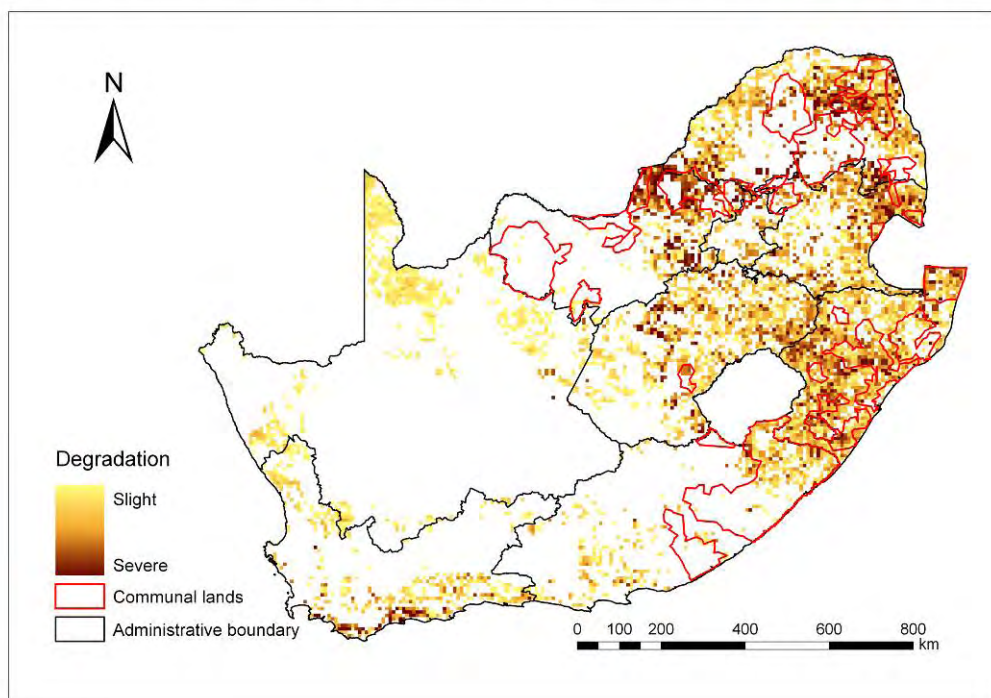 N
Degradation
Slight
Severe
Communal lands
Administrative boundary
0 100 200 400 600 800
km